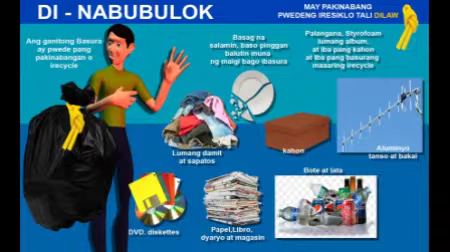 DI - NABUBULOK
MAY PAKINABANG
PWEDENG IRESIKLO TALI DILAW
Ang ganitong Basura
ay pwede pang
pakinabangan o
irecycle
Basag na
salamin, baso pinggan
balutin muna
ng maigi bago ibasura
Palangana, Styrofoam
lumang album,
at iba pang kahon
at iba pang basurang
maaaring irecycle
Lumang damit
at sapatos
kahon
Aluminyo
tanso at bakal
DVD. diskettes
Papel,Libro,
dyaryo at magasin
Bote at lata